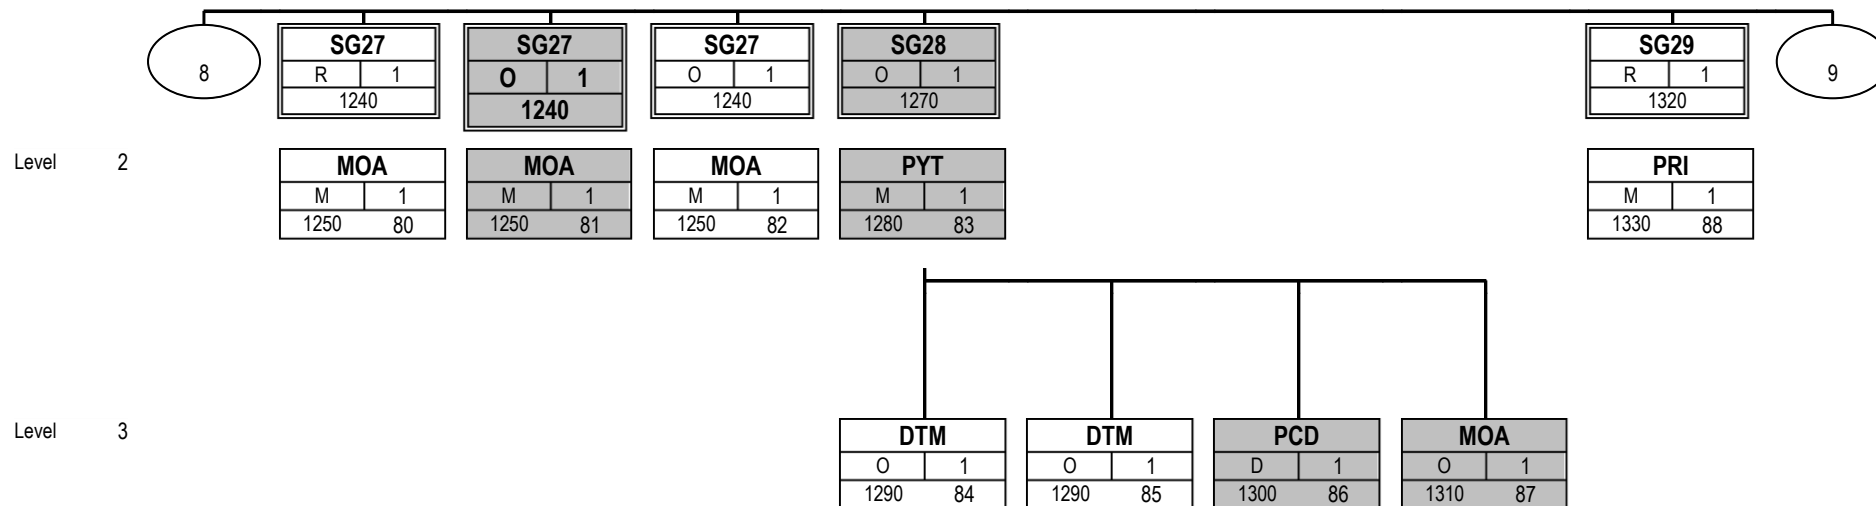 8
SG27 SG27 SG27 SG28 SG29
R 1 O 1 O 1 O 1 R 1
1240 1240 1240 1270 1320
9
Level 2
MOA MOA MOA PYT PRI
M 1 M 1 M 1 M 1 M 1
1250 80 1250 81 1250 82 1280 83 1330 88
Level 3
DTM DTM PCD MOA
O 1 O 1 D 1 O 1
1290 84 1290 85 1300 86 1310 87